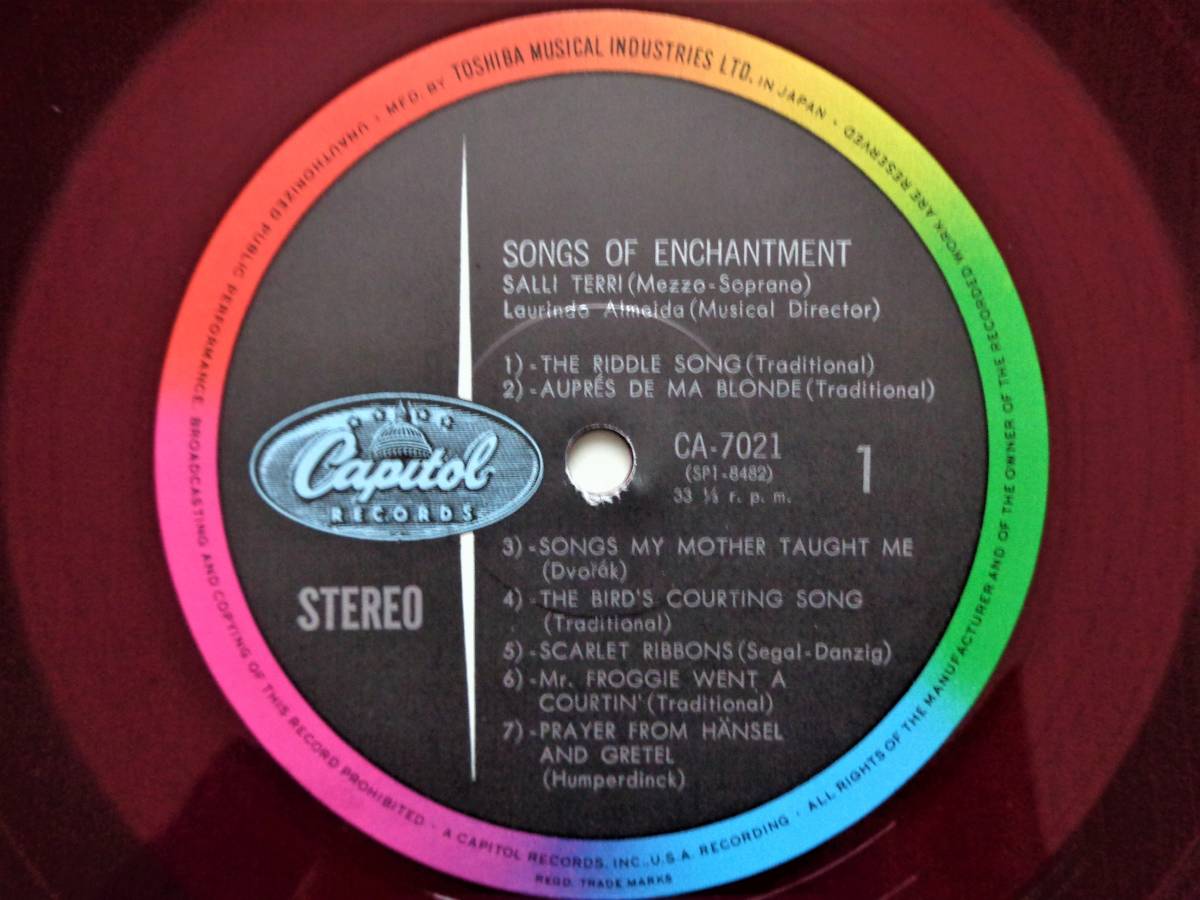 MFD. BY TOSHIBA MUSICAL INDUSTRIES LTD. IN JAPAN · 
ALL RIGHTS OF THE MANUFACTURER AND OF THE OWNER OF THE RECORDED WORK ARE RESERVED
UNAUTHORIZED PUBLIC PERFORMANCE, BROADCASTING AND COPYING OF THIS RECORD PROHIBITED ·
A CAPITOL RECORDS, INC., U.S.A. RECORDING ·
REGD. TRADE MARKS
SONGS OF ENCHANTMENT
SALLI TERRI (Mezzo-Soprano)
Laurindo Almeida (Musical Director)
1)-THE RIDDLE SONG (Traditional)
2)-AUPRÉS DE MA BLONDE (Traditional)
Capitol
RECORDS
CA-7021
(SP1-8482)
33 ⅓ r. p. m.
1
STEREO
3)-SONGS MY MOTHER TAUGHT ME
(Dvořák)
4)-THE BIRD'S COURTING SONG
(Traditional)
5)-SCARLET RIBBONS (Segal-Danzig)
6)-Mr. FROGGIE WENT A
COURTIN' (Traditional)
7)-PRAYER FROM HÄNSEL
AND GRETEL
(Humperdinck)